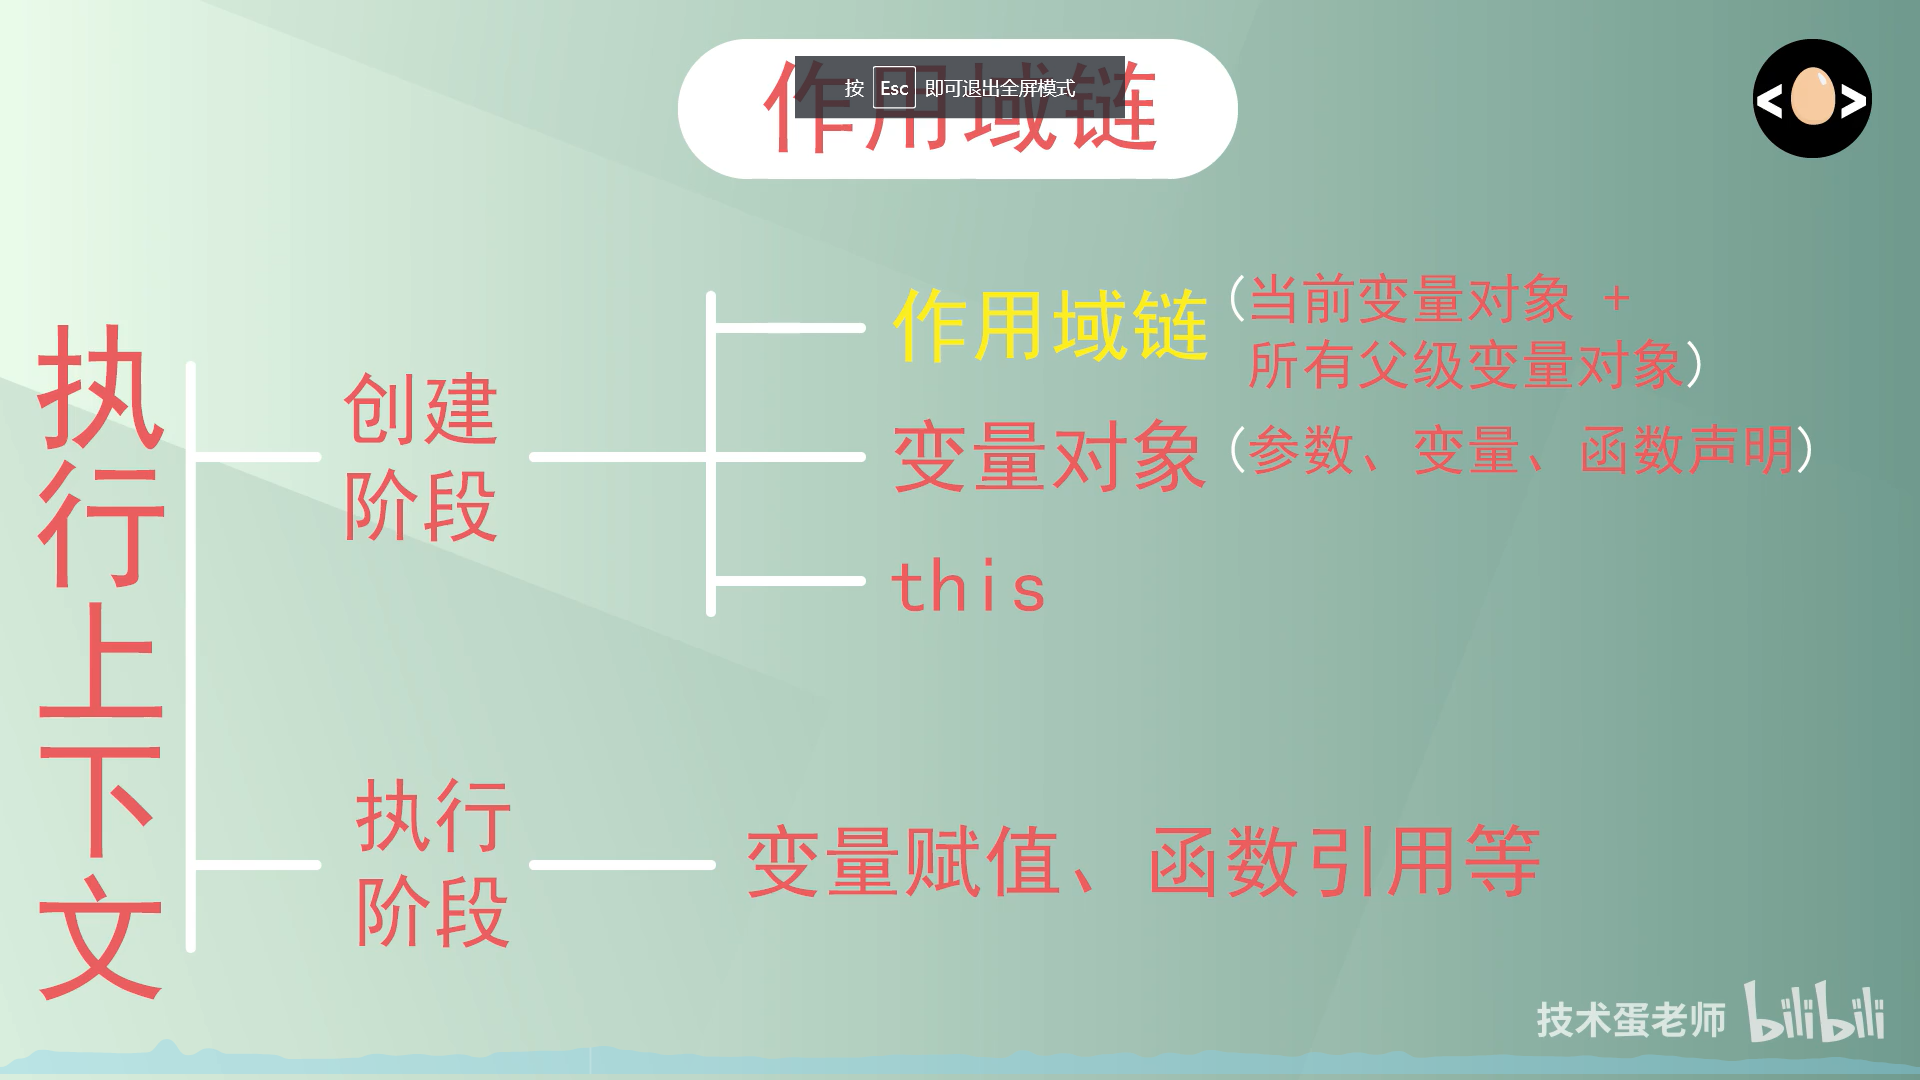 作用域链
按 Esc 即可退出全屏模式
执行上下文
创建阶段
作用域链(当前变量对象 +
所有父级变量对象)
变量对象(参数、变量、函数声明)
this
执行阶段
变量赋值、函数引用等
技术蛋老师 bilibili